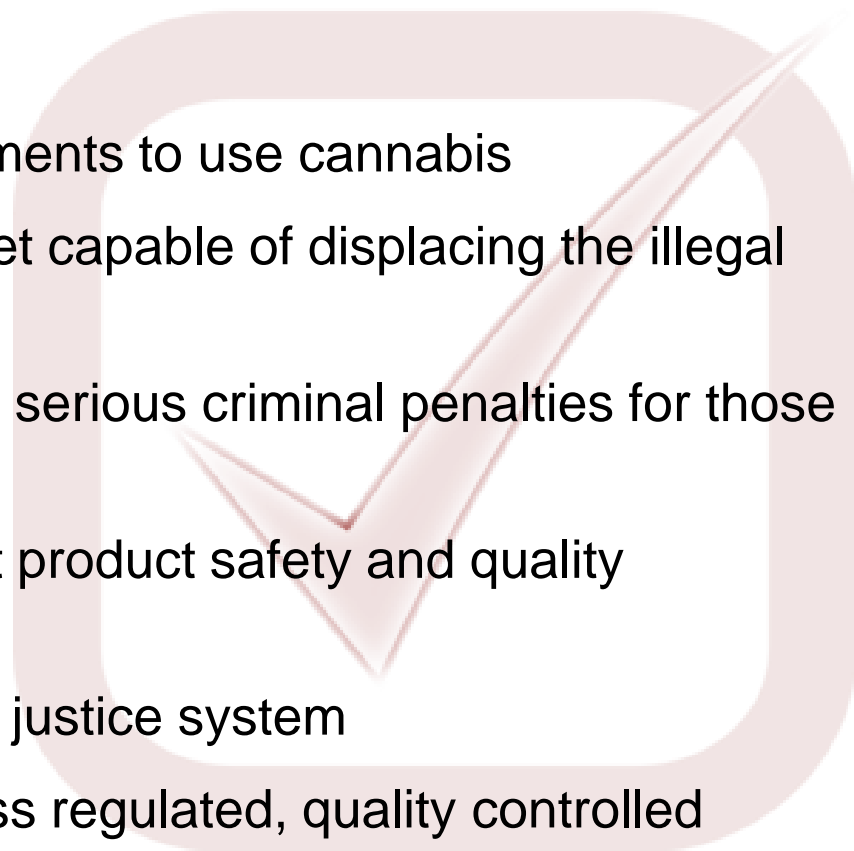 ments to use cannabis
et capable of displacing the illegal
serious criminal penalties for those
t product safety and quality
justice system
ss regulated, quality controlled